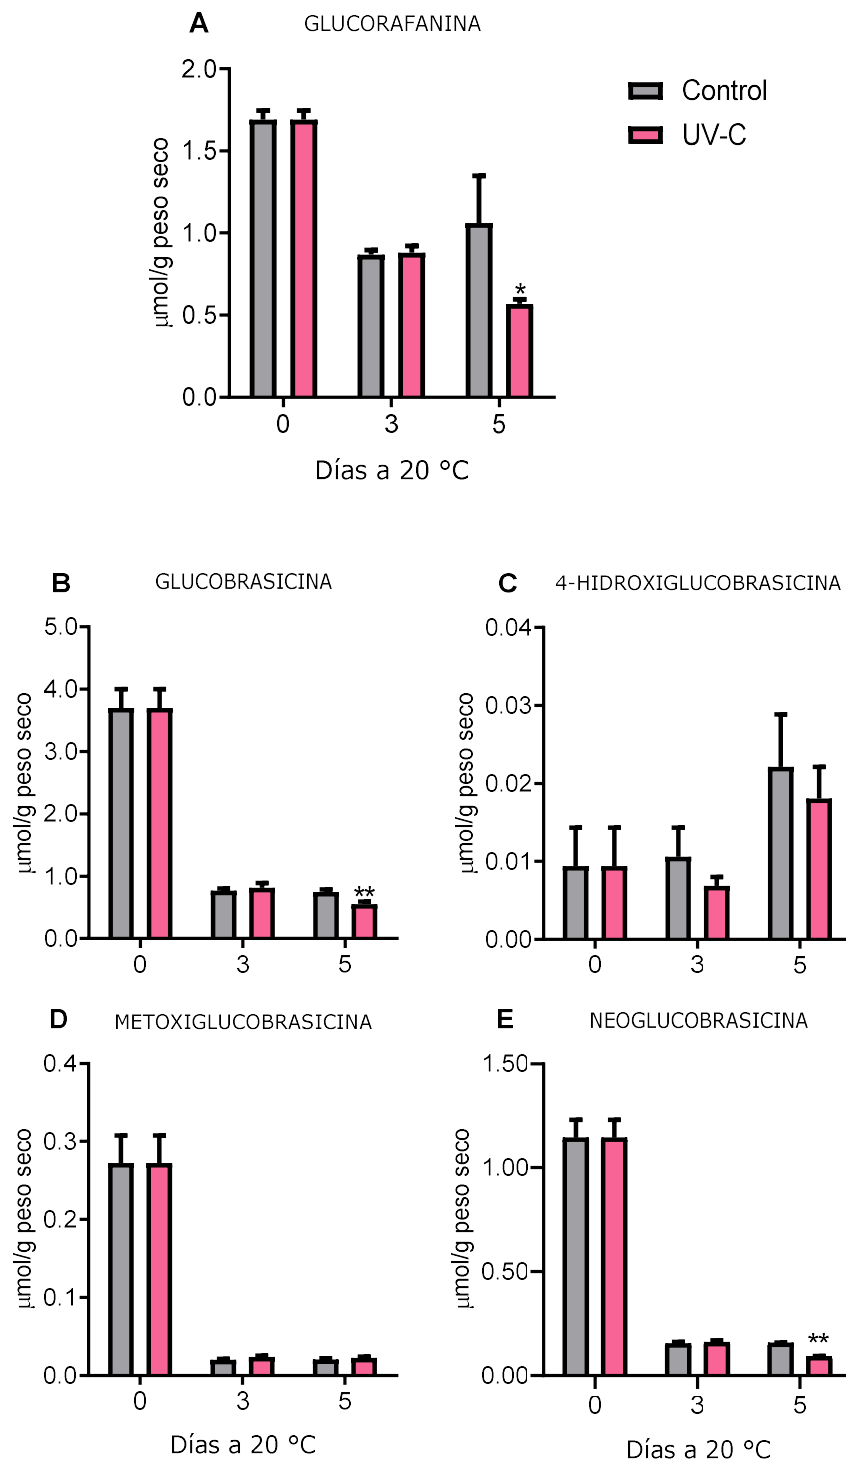 A GLUCORAFANINA
Control
UV-C
μmol/g peso seco
2.0
1.5
1.0
0.5
0.0
*
0 3 5
Días a 20 °C
B GLUCOBRASICINA
μmol/g peso seco
5.0
4.0
3.0
2.0
1.0
0.0
**
0 3 5
C 4-HIDROXIGLUCOBRASICINA
μmol/g peso seco
0.04
0.03
0.02
0.01
0.00
0 3 5
D METOXIGLUCOBRASICINA
μmol/g peso seco
0.4
0.3
0.2
0.1
0.0
0 3 5
Días a 20 °C
E NEOGLUCOBRASICINA
μmol/g peso seco
1.50
1.00
0.50
0.00
**
0 3 5
Días a 20 °C